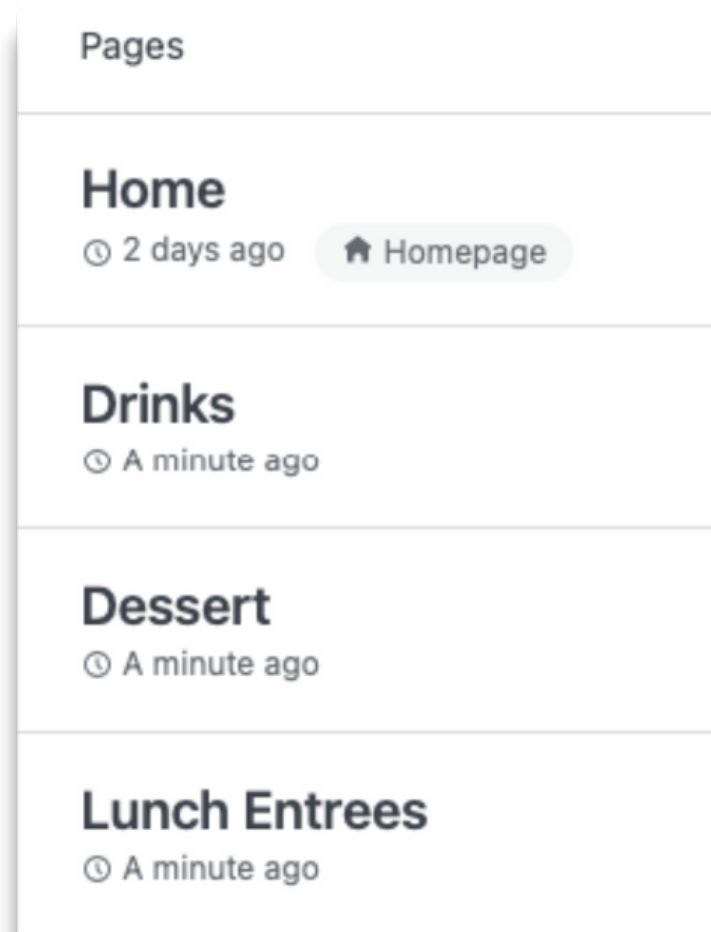 Pages
Home
2 days ago Homepage
Drinks
A minute ago
Dessert
A minute ago
Lunch Entrees
A minute ago